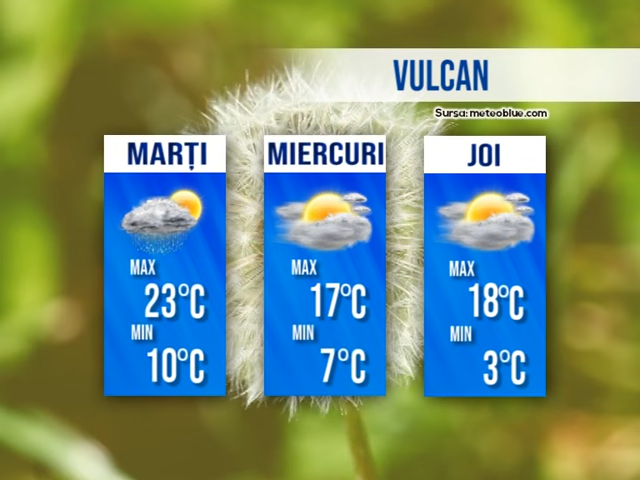 VULCAN
Sursa: meteoblue.com
MARȚI
MAX
23°C
MIN
10°C
MIERCURI
MAX
17°C
MIN
7°C
JOI
MAX
18°C
MIN
3°C